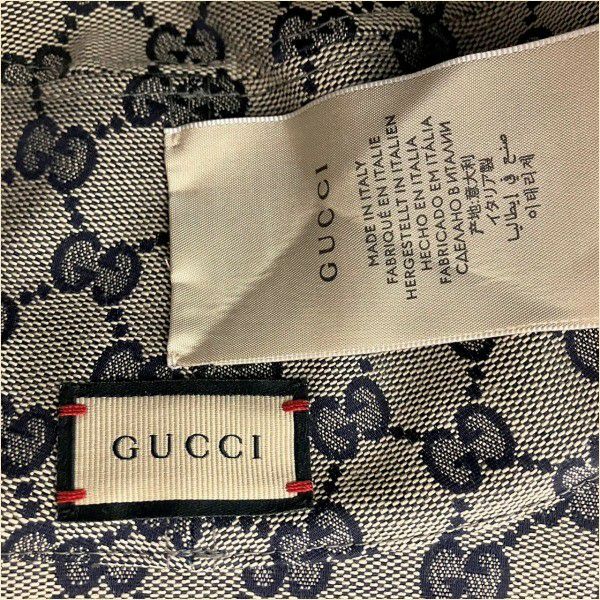 GUCCI
MADE IN ITALY
FABRIQUÉ EN ITALIE
HERGESTELLT IN ITALIEN
HECHO EN ITALIA
FABRICADO EM ITÁLIA
СДЕЛАНО В ИТАЛИИ
产地:意大利
イタリア製
صنع في إيطاليا
이태리제
GUCCI